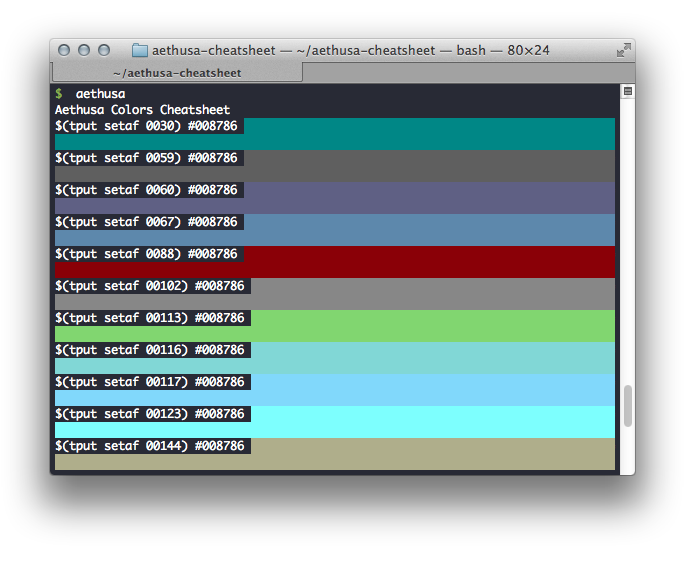 aethusa-cheatsheet — ~/aethusa-cheatsheet — bash — 80×24
~/aethusa-cheatsheet
$ aethusa
Aethusa Colors Cheatsheet
$(tput setaf 0030) #008786
$(tput setaf 0059) #008786
$(tput setaf 0060) #008786
$(tput setaf 0067) #008786
$(tput setaf 0088) #008786
$(tput setaf 00102) #008786
$(tput setaf 00113) #008786
$(tput setaf 00116) #008786
$(tput setaf 00117) #008786
$(tput setaf 00123) #008786
$(tput setaf 00144) #008786